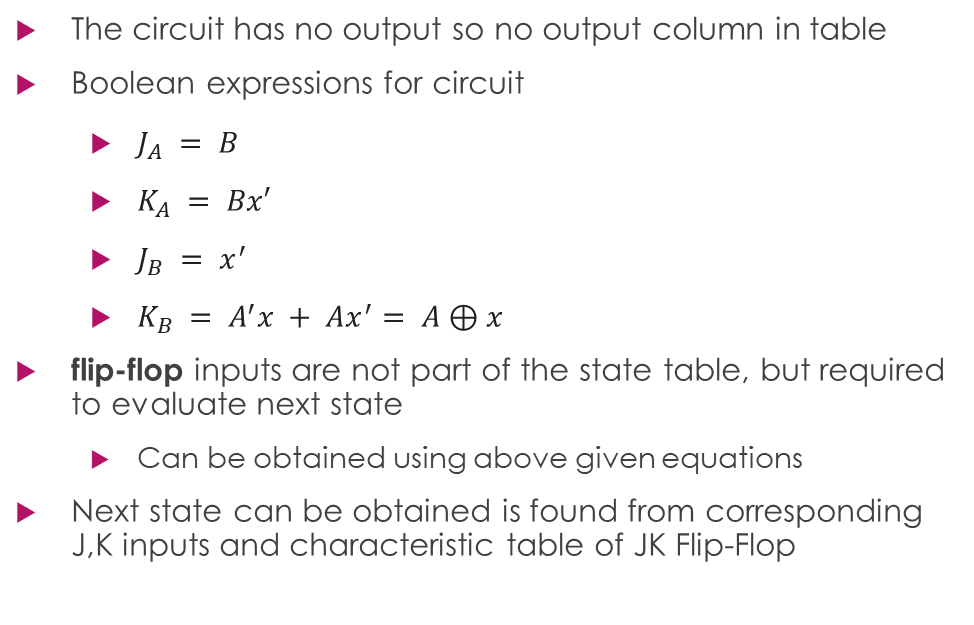 The circuit has no output so no output column in table
Boolean expressions for circuit
J_A = B
K_A = Bx′
J_B = x′
K_B = A′x + Ax′ = A ⊕ x
flip-flop inputs are not part of the state table, but required
to evaluate next state
Can be obtained using above given equations
Next state can be obtained is found from corresponding
J,K inputs and characteristic table of JK Flip-Flop